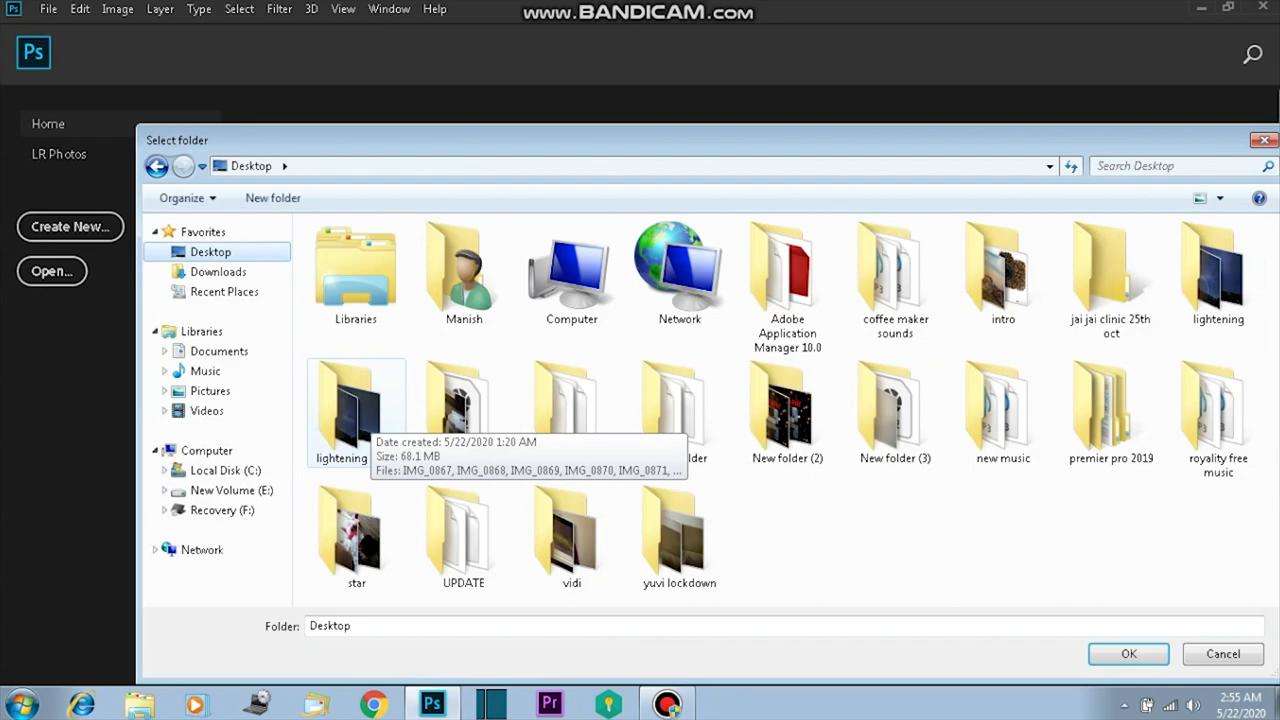 Ps
File Edit Image Layer Type Select Filter 3D View Window Help
www.BANDICAM.com
Ps
Home
LR Photos
Create New...
Open...
Select folder
Desktop
Search Desktop
Organize
New folder
Favorites
Desktop
Downloads
Recent Places
Libraries
Documents
Music
Pictures
Videos
Computer
Local Disk (C:)
New Volume (E:)
Recovery (F:)
Network
Libraries
Manish
Computer
Network
Adobe
Application
Manager 10.0
coffee maker
sounds
intro
jai jai clinic 25th
oct
lightening
lightening
New folder (2)
New folder (3)
new music
premier pro 2019
royality free
music
Date created: 5/22/2020 1:20 AM
Size: 68.1 MB
Files: IMG_0867, IMG_0868, IMG_0869, IMG_0870, IMG_0871, ...
star
UPDATE
vidi
yuvi lockdown
Folder: Desktop
OK
Cancel
Ps
Pr
2:55 AM
5/22/2020